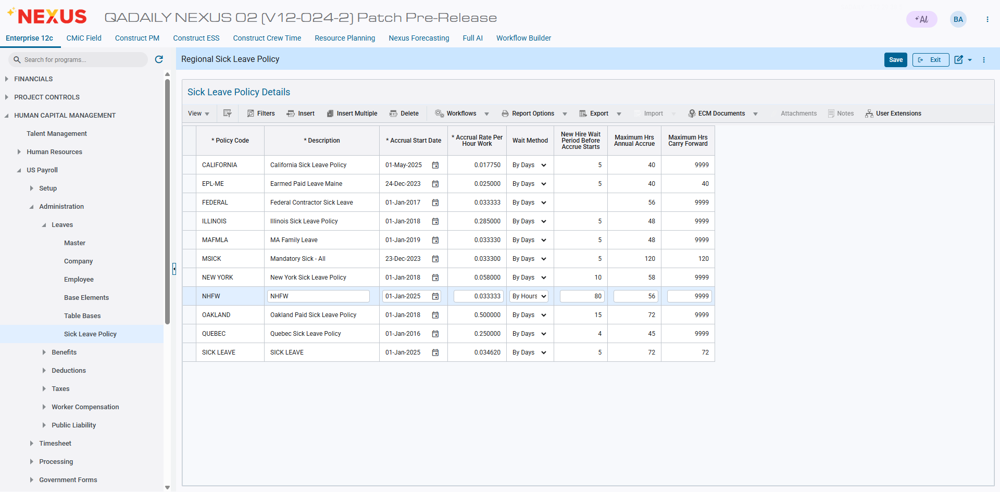 NEXUS
QADAILY NEXUS 02 (V12-024-2) Patch Pre-Release
AI
BA
Enterprise 12c CMiC Field Construct PM Construct ESS Construct Crew Time Resource Planning Nexus Forecasting Full AI Workflow Builder
Search for programs...
FINANCIALS
PROJECT CONTROLS
HUMAN CAPITAL MANAGEMENT
Talent Management
Human Resources
US Payroll
Setup
Administration
Leaves
Master
Company
Employee
Base Elements
Table Bases
Sick Leave Policy
Benefits
Deductions
Taxes
Worker Compensation
Public Liability
Timesheet
Processing
Government Forms
Regional Sick Leave Policy
Save Exit
Sick Leave Policy Details
View Filters Insert Insert Multiple Delete Workflows Report Options Export Import ECM Documents Attachments Notes User Extensions
* Policy Code * Description * Accrual Start Date * Accrual Rate Per Hour Work Wait Method New Hire Wait Period Before Accrue Starts Maximum Hrs Annual Accrue Maximum Hrs Carry Forward
CALIFORNIA California Sick Leave Policy 01-May-2025 0.017750 By Days 5 40 9999
EPL-ME Earmed Paid Leave Maine 24-Dec-2023 0.025000 By Days 5 40 40
FEDERAL Federal Contractor Sick Leave 01-Jan-2017 0.033333 By Days 56 9999
ILLINOIS Illinois Sick Leave Policy 01-Jan-2018 0.285000 By Days 5 48 9999
MAFMLA MA Family Leave 01-Jan-2019 0.033330 By Days 5 48 9999
MSICK Mandatory Sick - All 23-Dec-2023 0.033300 By Days 5 120 120
NEW YORK New York Sick Leave Policy 01-Jan-2018 0.058000 By Days 10 58 9999
NHFW NHFW 01-Jan-2025 0.033333 By Hours 80 56 9999
OAKLAND Oakland Paid Sick Leave Policy 01-Jan-2018 0.500000 By Days 15 72 9999
QUEBEC Quebec Sick Leave Policy 01-Jan-2016 0.250000 By Days 4 45 9999
SICK LEAVE SICK LEAVE 01-Jan-2025 0.034620 By Days 5 72 72